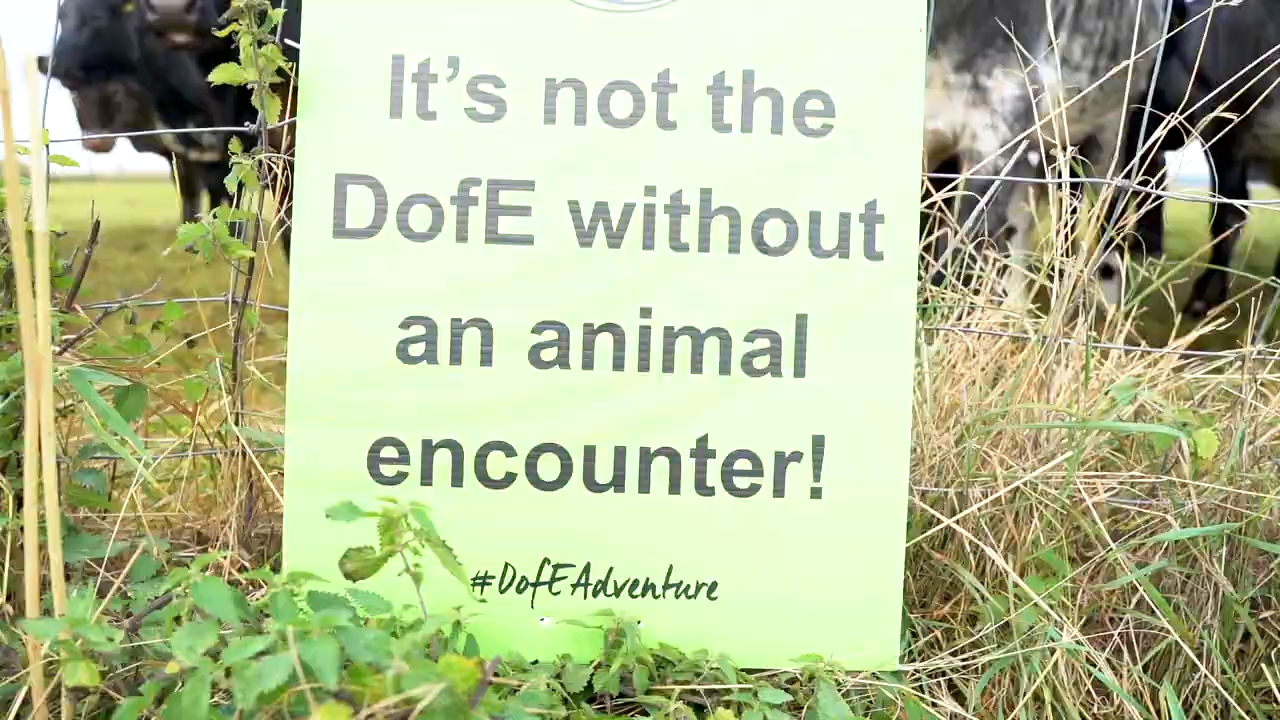 It's not the
DofE without
an animal
encounter!
#DofEAdventure